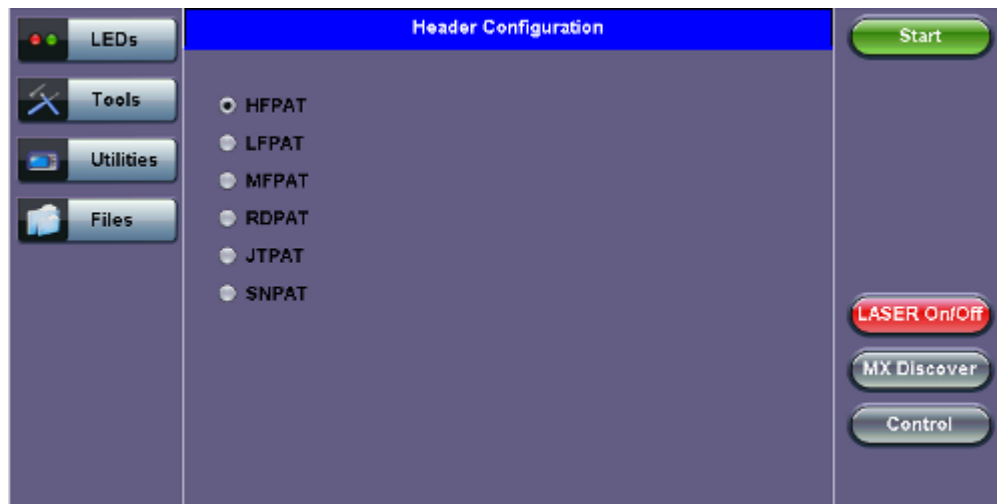 LEDs
Tools
Utilities
Files
Header Configuration
HFPAT
LFPAT
MFPAT
RDPAT
JTPAT
SNPAT
Start
LASER On/Off
MX Discover
Control